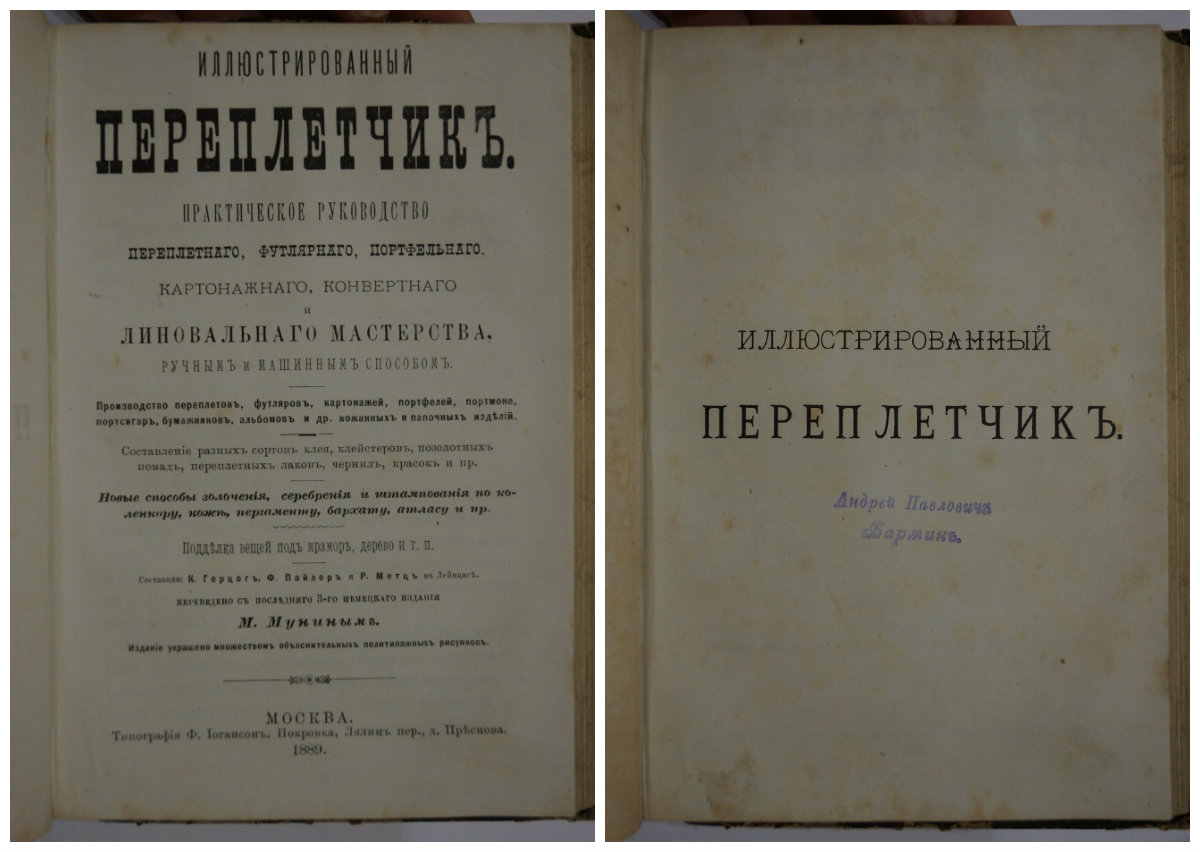 ИЛЛЮСТРИРОВАННЫЙ
ПЕРЕПЛЕТЧИКЪ.
ПРАКТИЧЕСКОЕ РУКОВОДСТВО
ПЕРЕПЛЕТНАГО, ФУТЛЯРНАГО, ПОРТФЕЛЬНАГО,
КАРТОНАЖНАГО, КОНВЕРТНАГО
И
ЛИНОВАЛЬНАГО МАСТЕРСТВА,
РУЧНЫМЪ и МАШИННЫМЪ СПОСОБОМЪ.
Производство переплетовъ, футляровъ, картонажей, портфелей, портмоне,
портсигаръ, бумажниковъ, альбомовъ и др. кожанныхъ и папочныхъ издѣлій.
Составленіе разныхъ сортовъ клея, клейстеровъ, позолотныхъ
помадъ, переплетныхъ лаковъ, чернилъ, красокъ и пр.
Новые способы золоченія, серебренія и штампованія по ко-
ленкору, кожѣ, пергаменту, бархату, атласу и пр.
Поддѣлка вещей подъ мраморъ, дерево и т. п.
Составили: К. Герцогъ, Ф. Пайлеръ и Р. Метцъ въ Лейпцигѣ.
ПЕРЕВЕДЕНО СЪ ПОСЛѢДНЯГО 3-ГО НѢМЕЦКАГО ИЗДАНІЯ
М. Мунинымъ.
Изданіе украшено множествомъ объяснительныхъ политипажныхъ рисунковъ.
МОСКВА.
Типографія Ф. Іогансонъ, Покровка, Лялинъ пер., д. Прѣснова.
1889.
ИЛЛЮСТРИРОВАННЫЙ
ПЕРЕПЛЕТЧИКЪ.
Андрей Павловичъ
Барминъ.